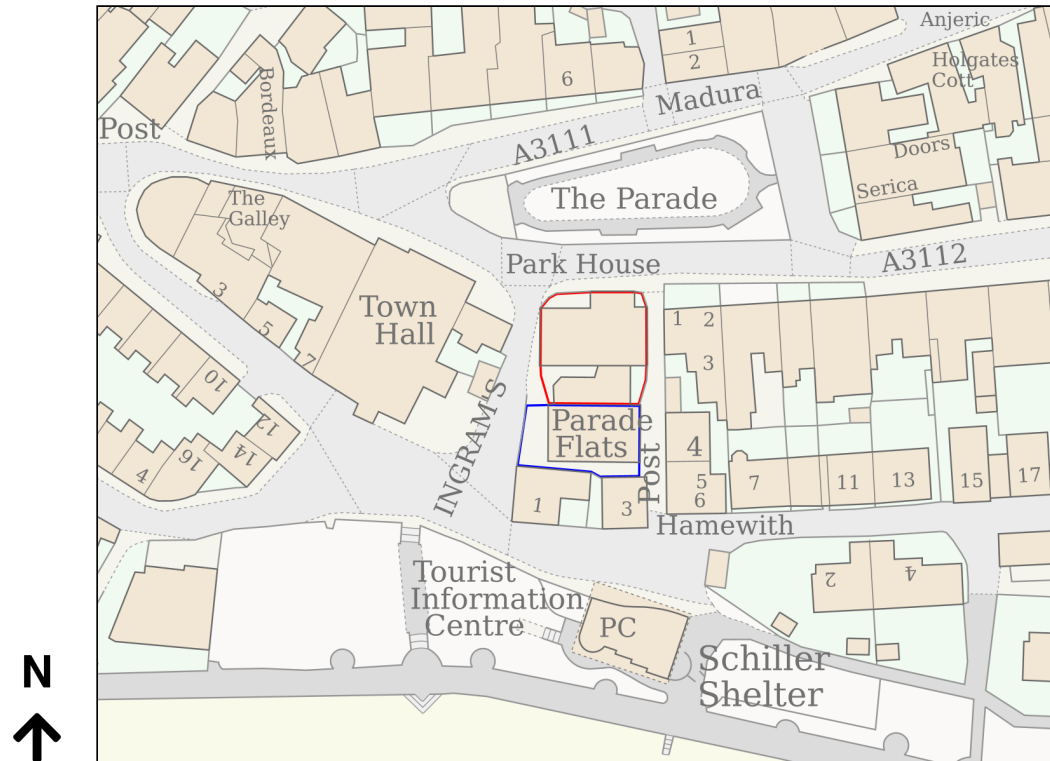 Anjeric
1
2
Holgates
Cott
6
Bordeaux
Madura
Post
A3111
Doors
Serica
The
Galley
The Parade
Park House
A3112
3
5
7
Town
Hall
1
2
3
10
12
14
16
4
INGRAM'S
Parade
Flats
Post
4
5
6
7
11
13
15
17
1
3
Hamewith
Tourist
Information
Centre
PC
2
4
Schiller
Shelter
N